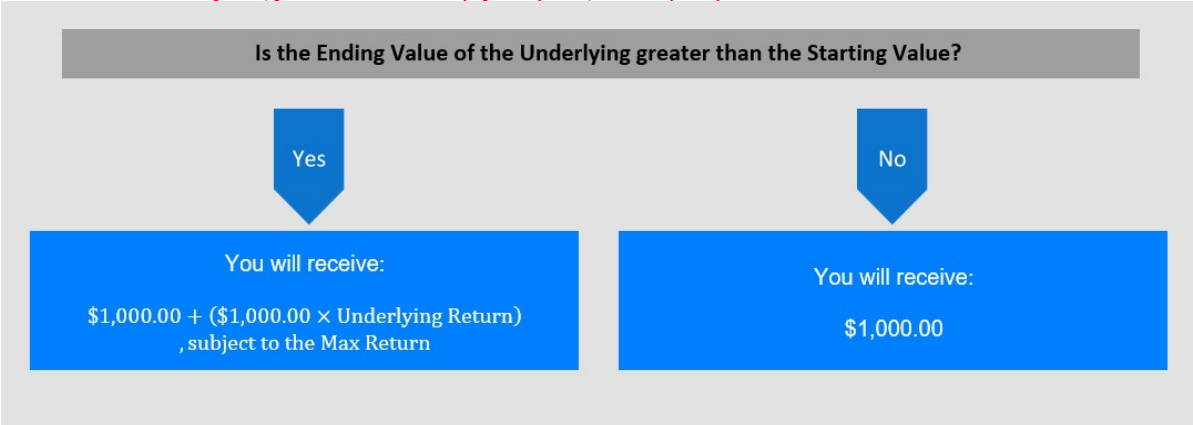 Is the Ending Value of the Underlying greater than the Starting Value?
Yes
No
You will receive:
$1,000.00 + ($1,000.00 × Underlying Return)
, subject to the Max Return
You will receive:
$1,000.00